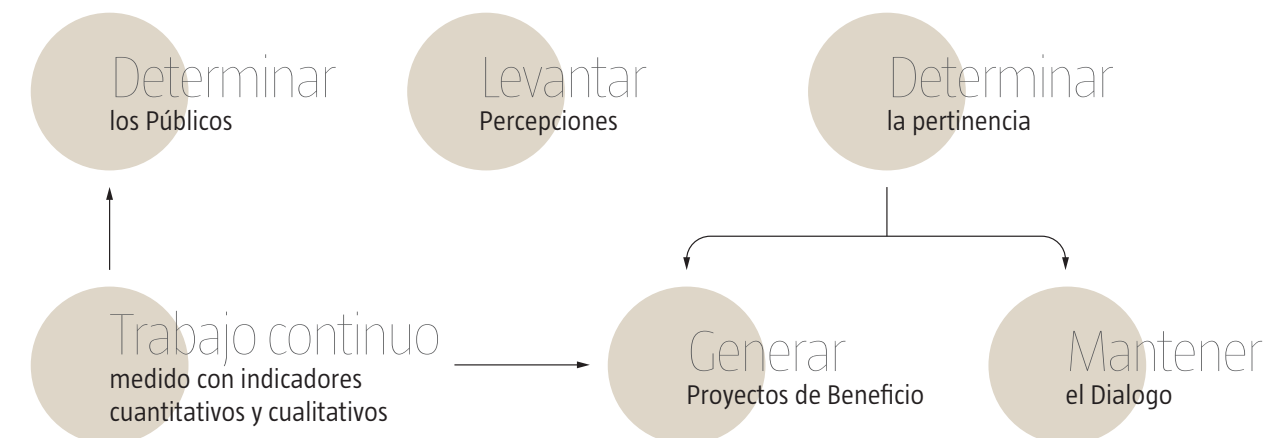 Determinar
los Públicos
Levantar
Percepciones
Determinar
la pertinencia
Trabajo continuo
medido con indicadores
cuantitativos y cualitativos
Generar
Proyectos de Beneficio
Mantener
el Dialogo